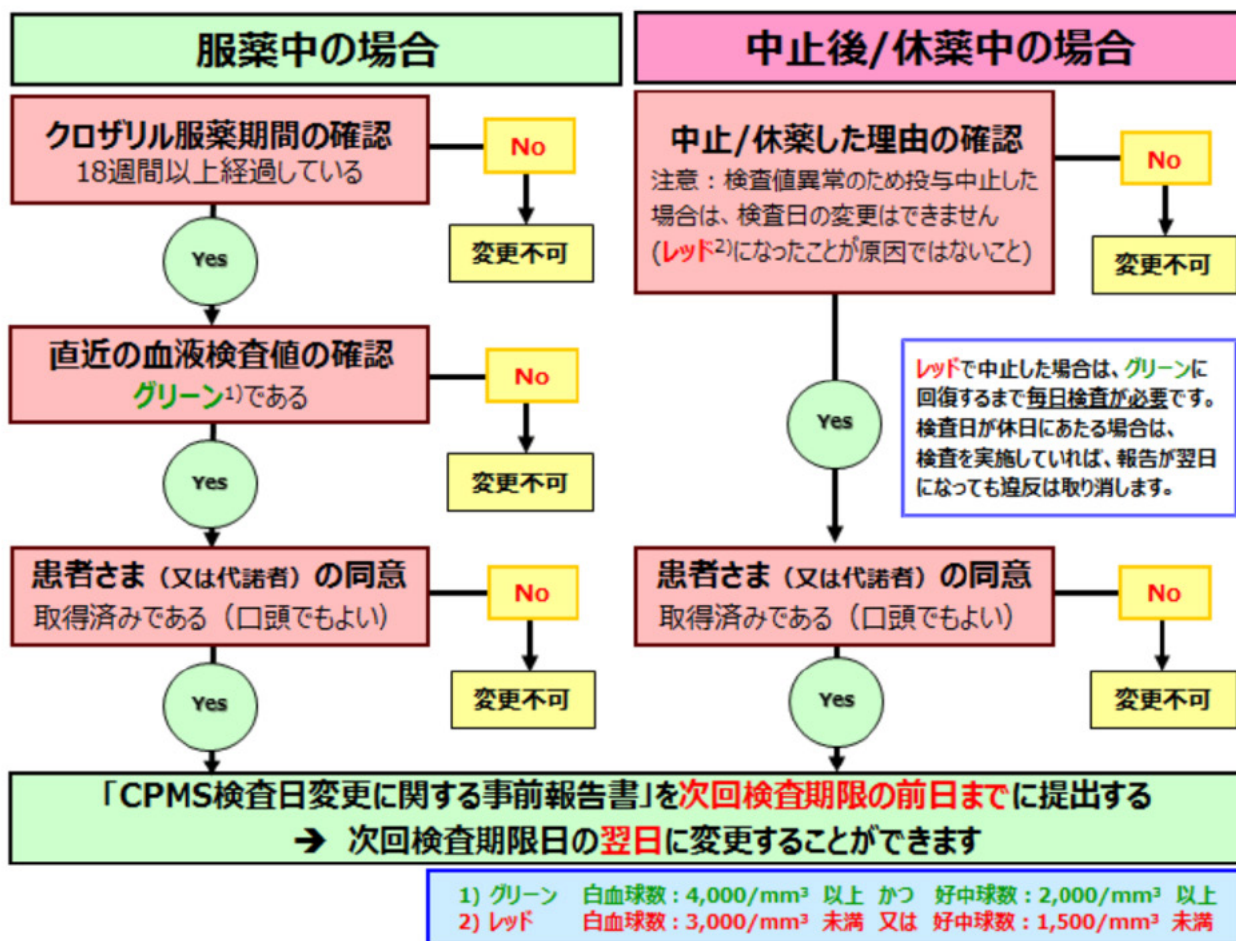 服薬中の場合
クロザリル服薬期間の確認
18週間以上経過している
No
変更不可
Yes
直近の血液検査値の確認
グリーン1)である
No
変更不可
Yes
患者さま（又は代諾者）の同意
取得済みである（口頭でもよい）
No
変更不可
Yes
中止後/休薬中の場合
中止/休薬した理由の確認
注意：検査値異常のため投与中止した
場合は、検査日の変更はできません
(レッド2)になったことが原因ではないこと)
No
変更不可
Yes
レッドで中止した場合は、グリーンに
回復するまで毎日検査が必要です。
検査日が休日にあたる場合は、
検査を実施していれば、報告が翌日
になっても違反は取り消します。
患者さま（又は代諾者）の同意
取得済みである（口頭でもよい）
No
変更不可
Yes
「CPMS検査日変更に関する事前報告書」を次回検査期限の前日までに提出する
➔ 次回検査期限日の翌日に変更することができます
1) グリーン 白血球数：4,000/mm³ 以上 かつ 好中球数：2,000/mm³ 以上
2) レッド 白血球数：3,000/mm³ 未満 又は 好中球数：1,500/mm³ 未満